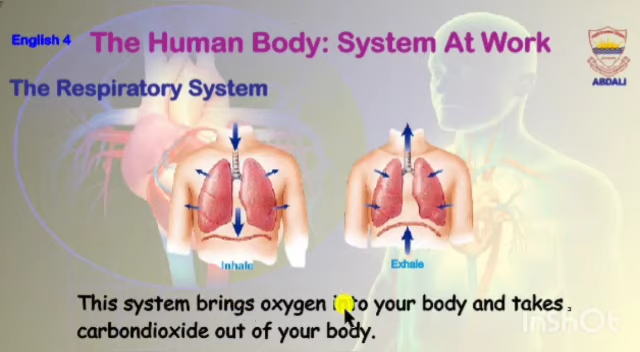 English 4
The Human Body: System At Work
ABDALI
The Respiratory System
Inhale
Exhale
This system brings oxygen into your body and takes
carbondioxide out of your body.
3
InShOt